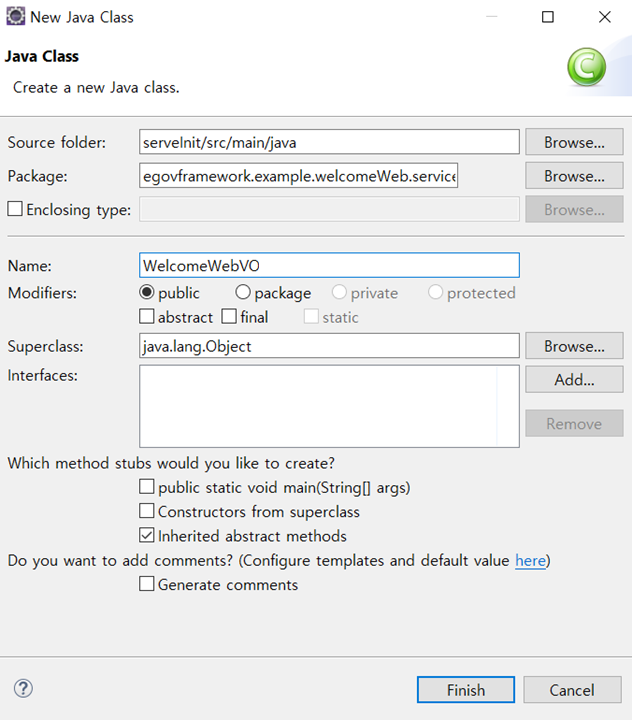 New Java Class
Java Class
Create a new Java class.
Source folder: serveInit/src/main/java Browse...
Package: egovframework.example.welcomeWeb.service Browse...
Enclosing type: Browse...
Name: WelcomeWebVO
Modifiers: public package private protected
abstract final static
Superclass: java.lang.Object Browse...
Interfaces: Add...
Remove
Which method stubs would you like to create?
public static void main(String[] args)
Constructors from superclass
Inherited abstract methods
Do you want to add comments? (Configure templates and default value here)
Generate comments
? Finish Cancel